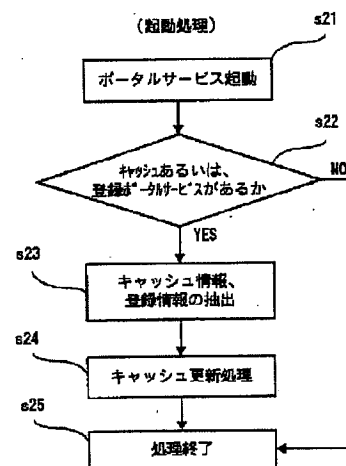 (起動処理)
s21
ポータルサービス起動
s22
キャッシュあるいは、
登録ポータルサービスがあるか
NO
YES
s23
キャッシュ情報、
登録情報の抽出
s24
キャッシュ更新処理
s25
処理終了